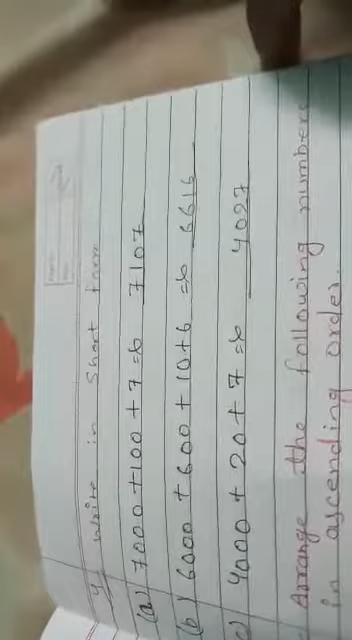 4) Write in Short form
(a) 7000+100+7 = 7107
(b) 6000+600+10+6 = 6616
c) 4000+20+7 = 4027
Arrange the following numbers
in ascending order.